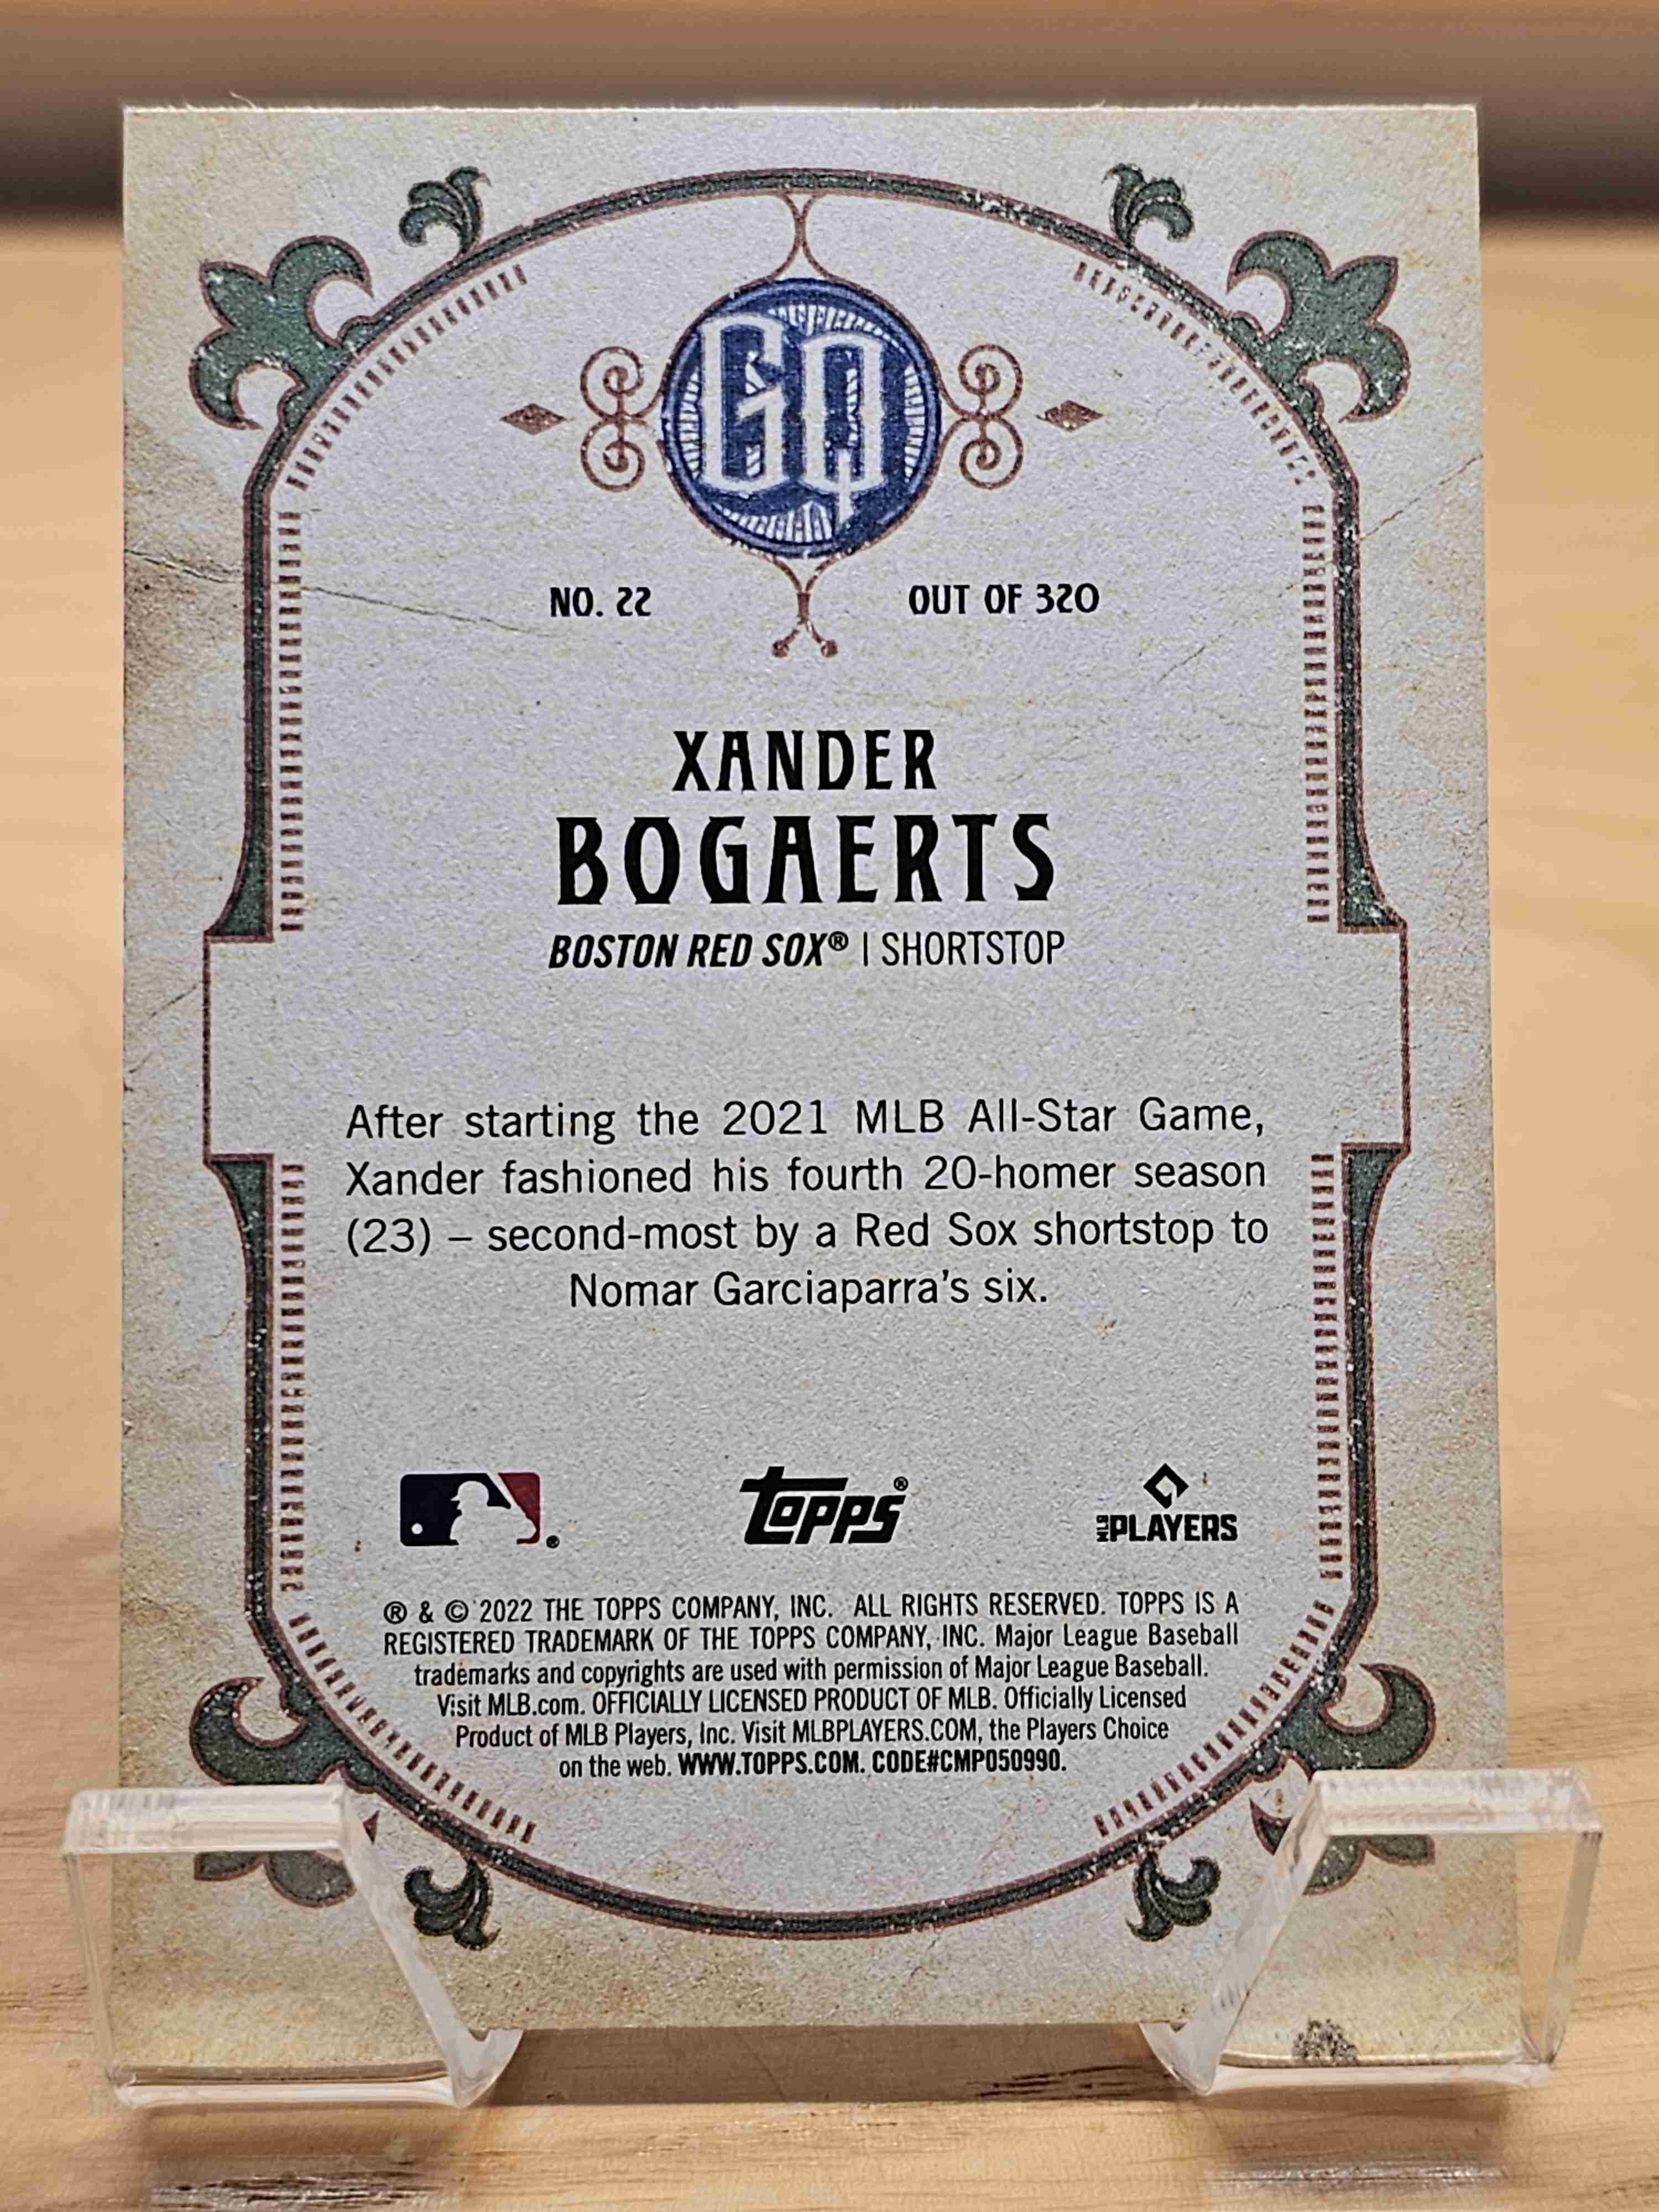 GQ
NO. 22 OUT OF 320
XANDER
BOGAERTS
BOSTON RED SOX® | SHORTSTOP
After starting the 2021 MLB All-Star Game,
Xander fashioned his fourth 20-homer season
(23) – second-most by a Red Sox shortstop to
Nomar Garciaparra's six.
® topps® MLB PLAYERS
® & © 2022 THE TOPPS COMPANY, INC. ALL RIGHTS RESERVED. TOPPS IS A
REGISTERED TRADEMARK OF THE TOPPS COMPANY, INC. Major League Baseball
trademarks and copyrights are used with permission of Major League Baseball.
Visit MLB.com. OFFICIALLY LICENSED PRODUCT OF MLB. Officially Licensed
Product of MLB Players, Inc. Visit MLBPLAYERS.COM, the Players Choice
on the web. WWW.TOPPS.COM. CODE#CMP050990.